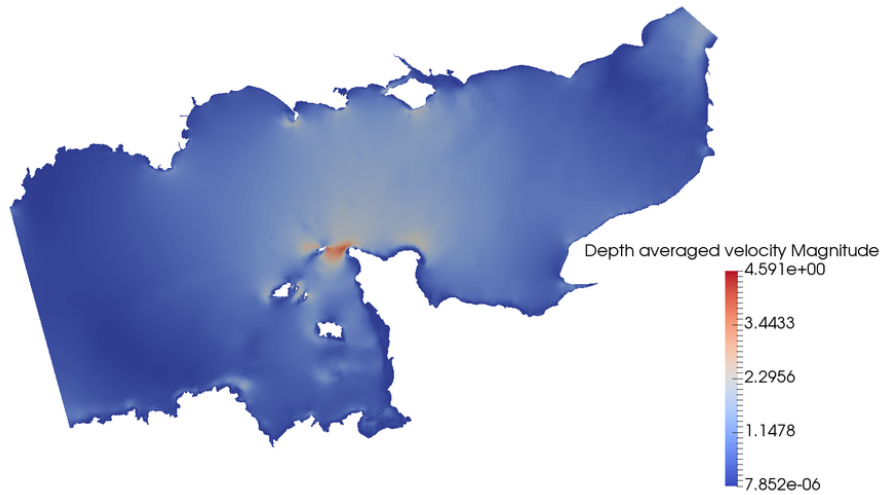 Depth averaged velocity Magnitude
4.591e+00
3.4433
2.2956
1.1478
7.852e-06